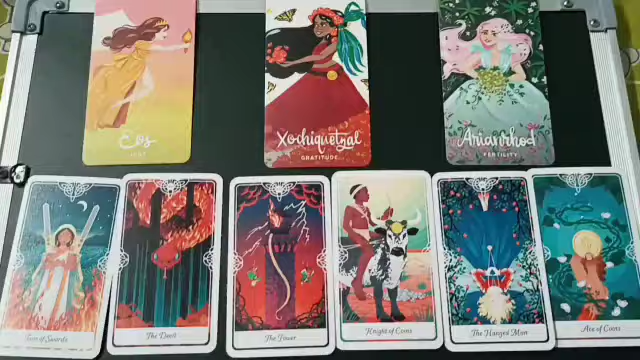 Eos
Xochiquetzal
GRATITUDE
Arianrhod
FERTILITY
Two of Swords
The Devil
The Tower
Knight of Coins
The Hanged Man
Ace of Coins